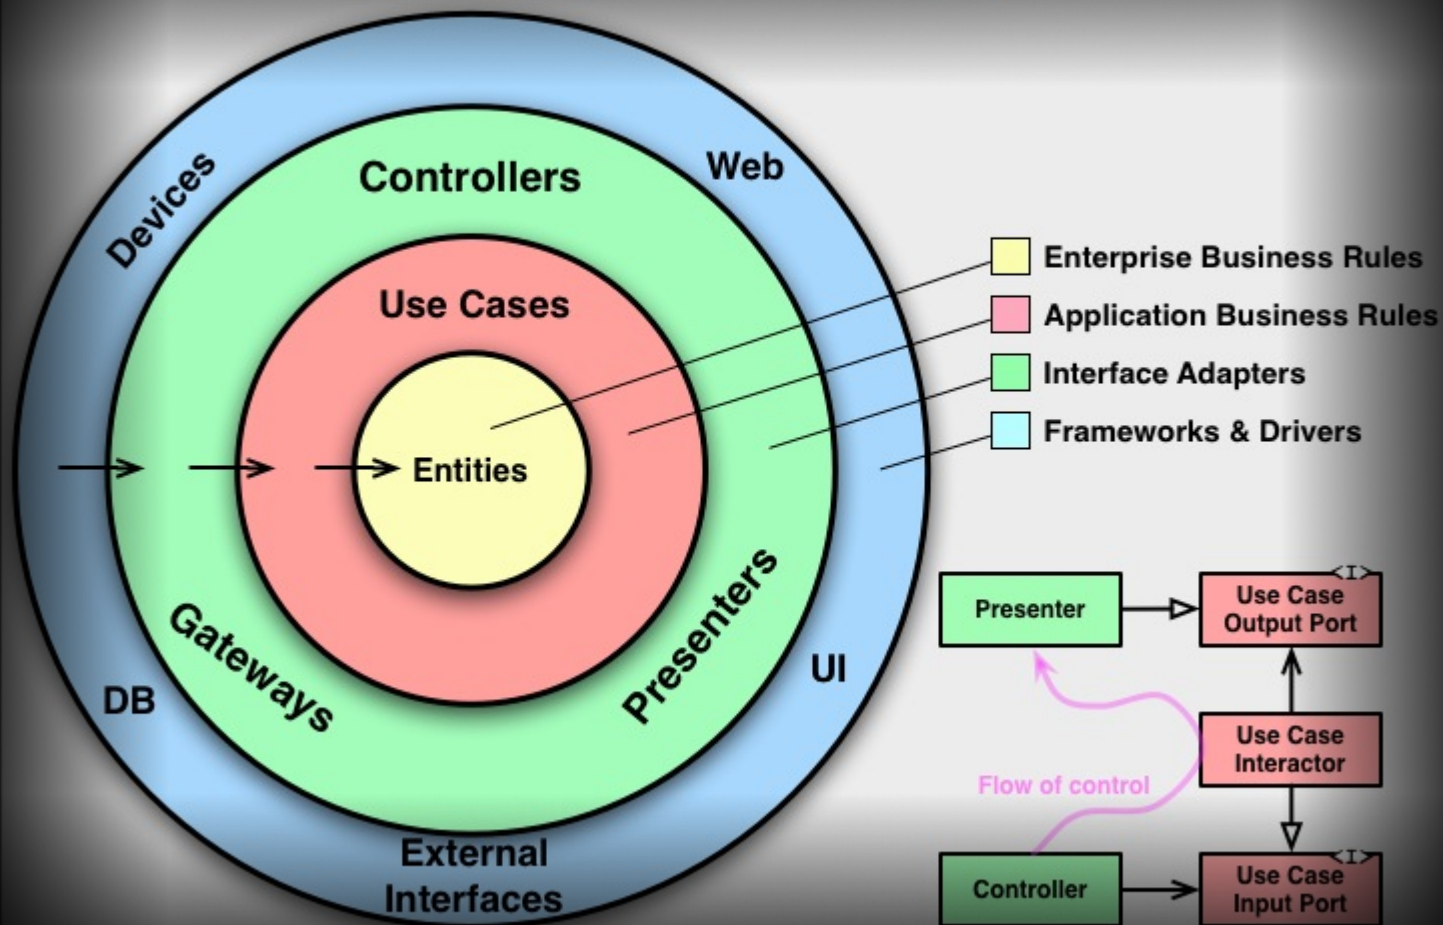 Devices
Controllers
Web
Use Cases
Entities
Gateways
Presenters
DB
UI
External
Interfaces
Enterprise Business Rules
Application Business Rules
Interface Adapters
Frameworks & Drivers
Presenter
<I>
Use Case
Output Port
Use Case
Interactor
Flow of control
Controller
<I>
Use Case
Input Port